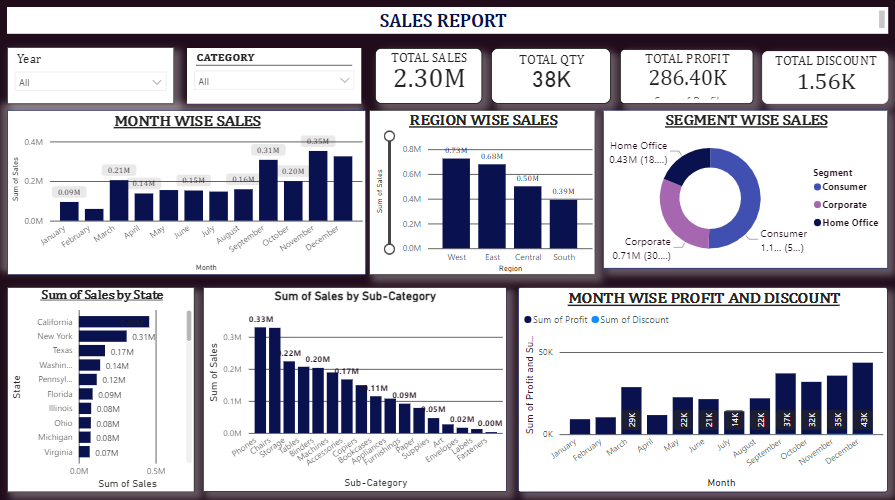 SALES REPORT
Year
All
CATEGORY
All
TOTAL SALES
2.30M
TOTAL QTY
38K
TOTAL PROFIT
286.40K
TOTAL DISCOUNT
1.56K
MONTH WISE SALES
Sum of Sales
0.4M
0.2M
0.0M
0.09M
0.21M
0.14M
0.15M
0.16M
0.31M
0.20M
0.35M
January
February
March
April
May
June
July
August
September
October
November
December
Month
REGION WISE SALES
Sum of Sales
0.8M
0.6M
0.4M
0.2M
0.0M
0.73M
0.68M
0.50M
0.39M
West
East
Central
South
Region
SEGMENT WISE SALES
Home Office
0.43M (18....)
Corporate
0.71M (30....)
Consumer
1.1... (5...)
Segment
Consumer
Corporate
Home Office
Sum of Sales by State
State
California
New York 0.31M
Texas 0.17M
Washin... 0.14M
Pennsyl... 0.12M
Florida 0.09M
Illinois 0.08M
Ohio 0.08M
Michigan 0.08M
Virginia 0.07M
0.0M 0.5M
Sum of Sales
Sum of Sales by Sub-Category
Sum of Sales
0.3M
0.2M
0.1M
0.0M
0.33M
0.22M
0.20M
0.17M
0.11M
0.09M
0.05M
0.02M
0.00M
Phones
Chairs
Storage
Tables
Binders
Machines
Accessories
Copiers
Bookcases
Appliances
Furnishings
Paper
Supplies
Art
Envelopes
Labels
Fasteners
Sub-Category
MONTH WISE PROFIT AND DISCOUNT
Sum of Profit
Sum of Discount
Sum of Profit and Su...
50K
0K
29K
22K
21K
14K
22K
37K
32K
35K
43K
January
February
March
April
May
June
July
August
September
October
November
December
Month